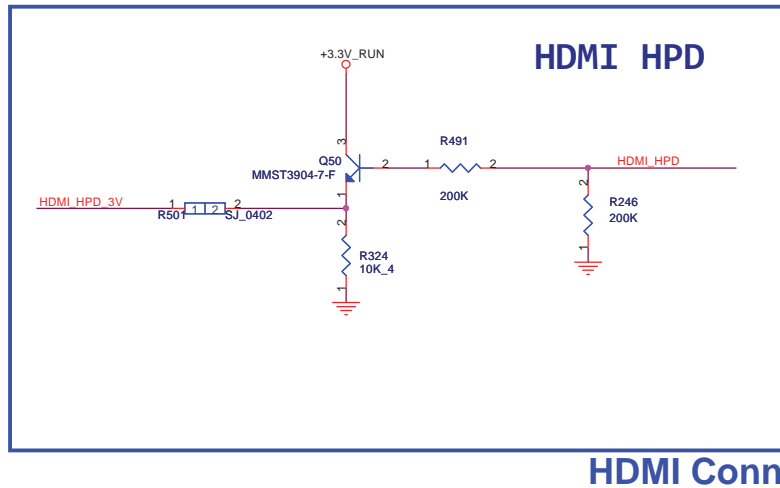 HDMI HPD
+3.3V_RUN
3
Q50
MMST3904-7-F
2
1
R491
1
2
200K
HDMI_HPD
2
R246
200K
1
HDMI_HPD_3V
1
R501
1 2
SJ_0402
2
2
R324
10K_4
1
HDMI Conn